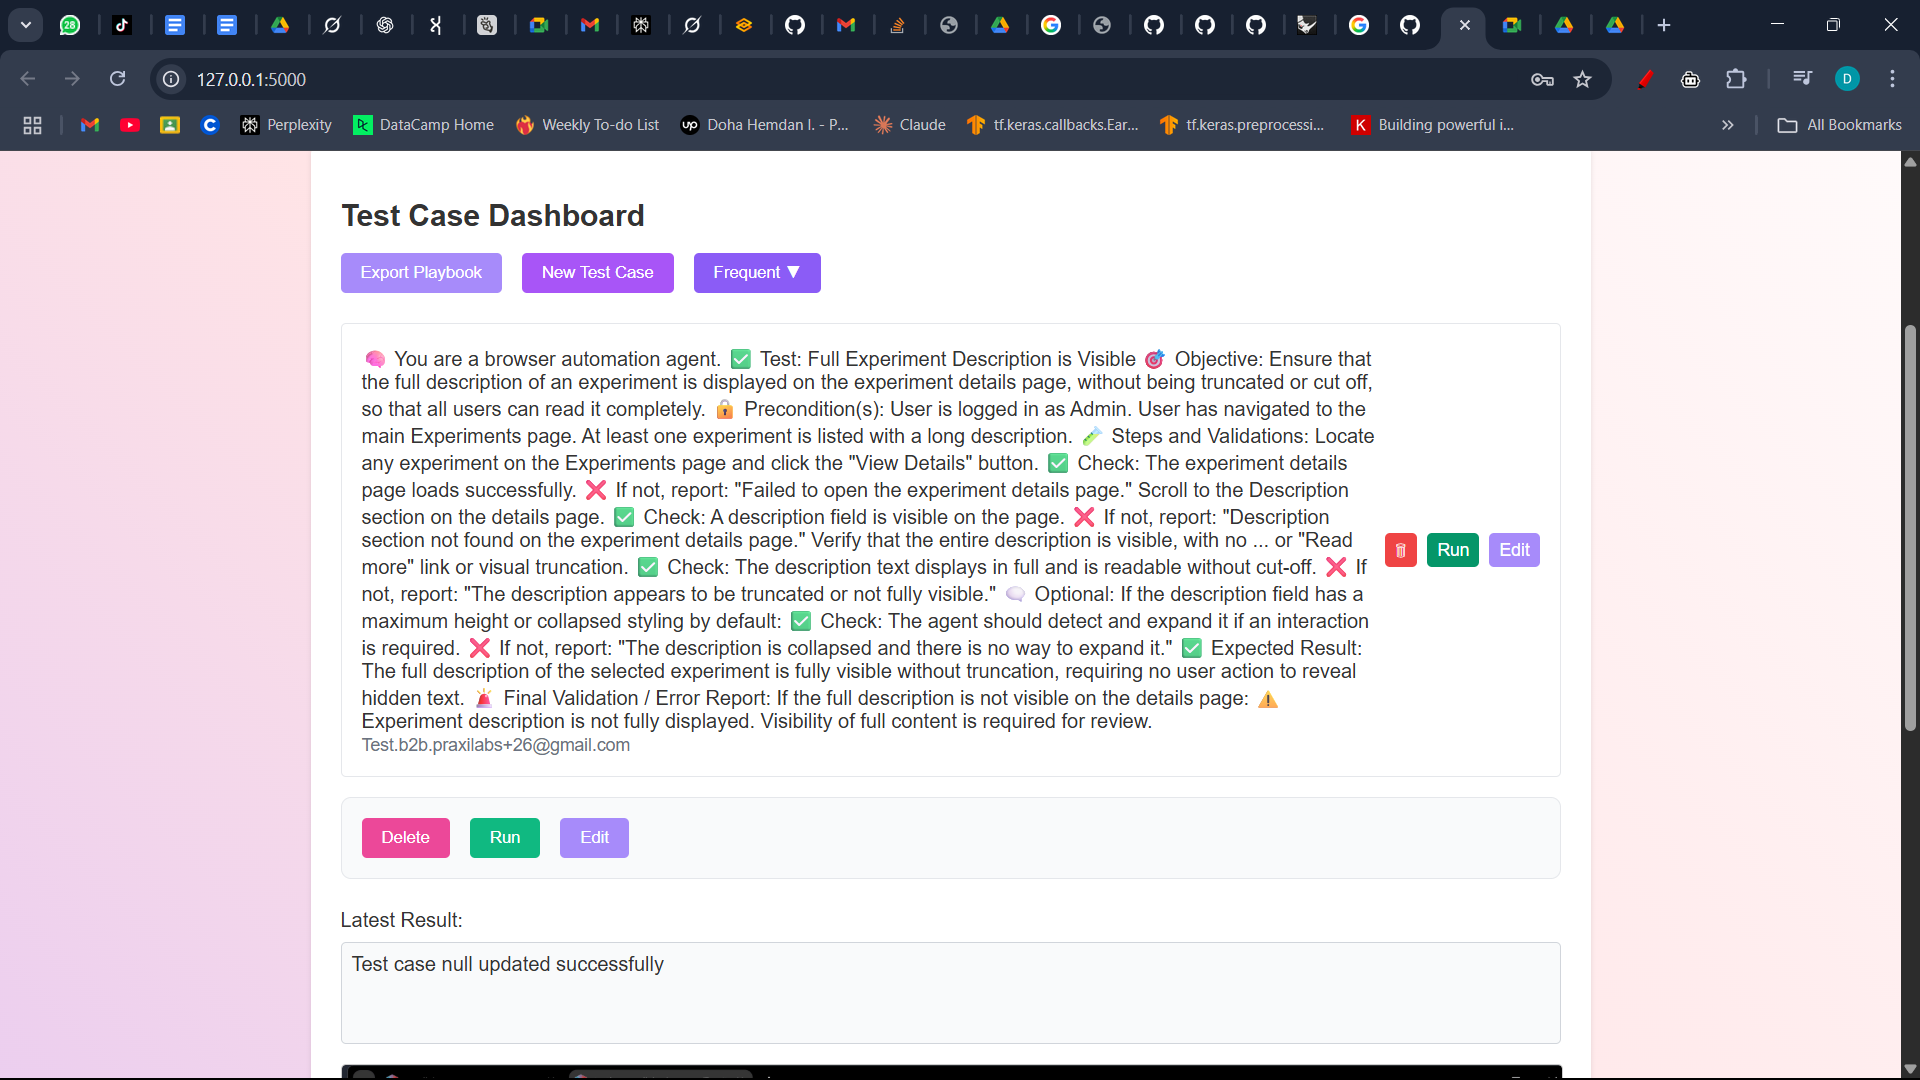 28
127.0.0.1:5000
D
Perplexity
DataCamp Home
Weekly To-do List
up
Doha Hemdan I. - P...
Claude
tf.keras.callbacks.Ear...
tf.keras.preprocessi...
K
Building powerful i...
All Bookmarks
Test Case Dashboard
Export Playbook
New Test Case
Frequent ▼
🧠 You are a browser automation agent. ✅ Test: Full Experiment Description is Visible 🎯 Objective: Ensure that
the full description of an experiment is displayed on the experiment details page, without being truncated or cut off,
so that all users can read it completely. 🔒 Precondition(s): User is logged in as Admin. User has navigated to the
main Experiments page. At least one experiment is listed with a long description. 🧪 Steps and Validations: Locate
any experiment on the Experiments page and click the "View Details" button. ✅ Check: The experiment details
page loads successfully. ❌ If not, report: "Failed to open the experiment details page." Scroll to the Description
section on the details page. ✅ Check: A description field is visible on the page. ❌ If not, report: "Description
section not found on the experiment details page." Verify that the entire description is visible, with no ... or "Read
more" link or visual truncation. ✅ Check: The description text displays in full and is readable without cut-off. ❌ If
not, report: "The description appears to be truncated or not fully visible." 🗨️ Optional: If the description field has a
maximum height or collapsed styling by default: ✅ Check: The agent should detect and expand it if an interaction
is required. ❌ If not, report: "The description is collapsed and there is no way to expand it." ✅ Expected Result:
The full description of the selected experiment is fully visible without truncation, requiring no user action to reveal
hidden text. 🚨 Final Validation / Error Report: If the full description is not visible on the details page: ⚠️
Experiment description is not fully displayed. Visibility of full content is required for review.
Test.b2b.praxilabs+26@gmail.com
Run
Edit
Delete
Run
Edit
Latest Result:
Test case null updated successfully